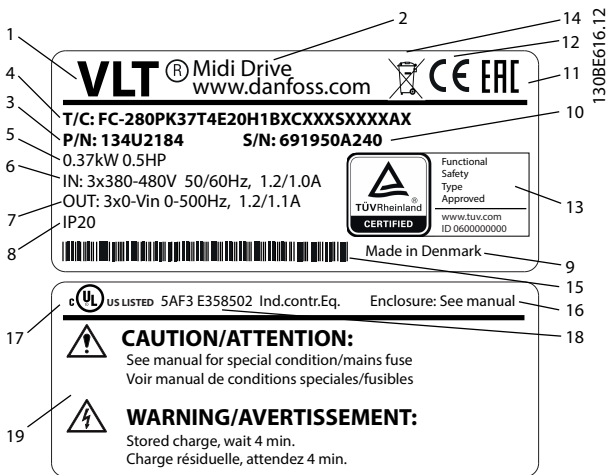 1
2
14
12
130BE616.12
VLT ® Midi Drive
www.danfoss.com
CE EAC
11
4
T/C: FC-280PK37T4E20H1BXCXXXSXXXXAX
3
P/N: 134U2184 S/N: 691950A240
10
5
0.37kW 0.5HP
6
IN: 3x380-480V 50/60Hz, 1.2/1.0A
7
OUT: 3x0-Vin 0-500Hz, 1.2/1.1A
8
IP20
TÜVRheinland
®
CERTIFIED
Functional
Safety
Type
Approved
www.tuv.com
ID 0600000000
13
Made in Denmark
9
15
17
c UL US LISTED 5AF3 E358502 Ind.contr.Eq. Enclosure: See manual
16
18
CAUTION/ATTENTION:
See manual for special condition/mains fuse
Voir manual de conditions speciales/fusibles
19
WARNING/AVERTISSEMENT:
Stored charge, wait 4 min.
Charge résiduelle, attendez 4 min.